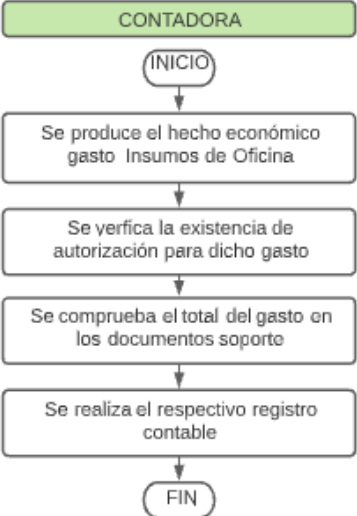 CONTADORA
INICIO
Se produce el hecho económico
gasto Insumos de Oficina
Se verfica la existencia de
autorización para dicho gasto
Se comprueba el total del gasto en
los documentos soporte
Se realiza el respectivo registro
contable
FIN